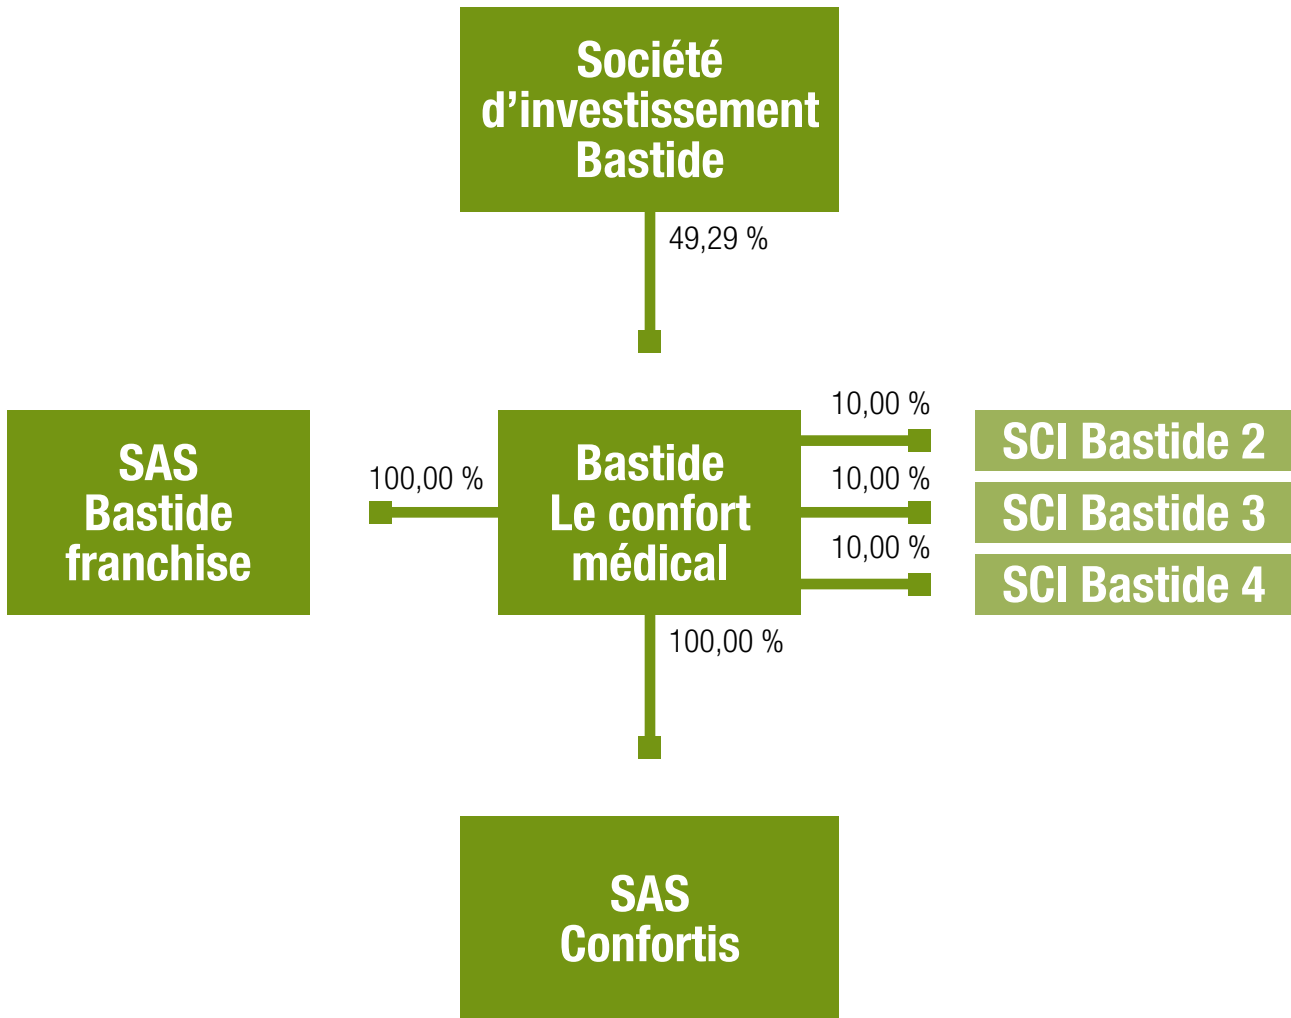 Société
d’investissement
Bastide
49,29 %
SAS
Bastide
franchise
100,00 %
Bastide
Le confort
médical
10,00 %
10,00 %
10,00 %
SCI Bastide 2
SCI Bastide 3
SCI Bastide 4
100,00 %
SAS
Confortis